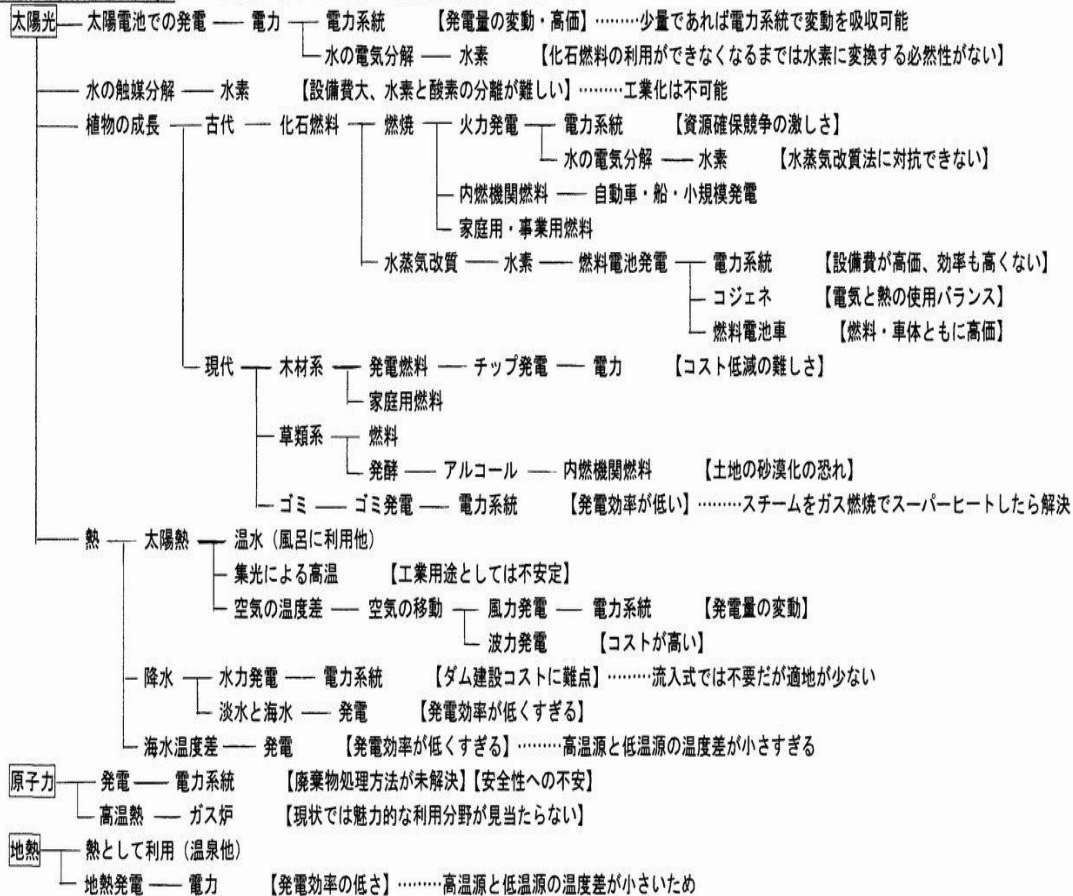 太陽光 太陽電池での発電 電力 電力系統 【発電量の変動・高価】………少量であれば電力系統で変動を吸収可能
水の電気分解 水素 【化石燃料の利用ができなくなるまでは水素に変換する必然性がない】
水の触媒分解 水素 【設備費大、水素と酸素の分離が難しい】………工業化は不可能
植物の成長 古代 化石燃料 燃焼 火力発電 電力系統 【資源確保競争の激しさ】
水の電気分解 水素 【水蒸気改質法に対抗できない】
内燃機関燃料 自動車・船・小規模発電
家庭用・事業用燃料
水蒸気改質 水素 燃料電池発電 電力系統 【設備費が高価、効率も高くない】
コジェネ 【電気と熱の使用バランス】
燃料電池車 【燃料・車体ともに高価】
現代 木材系 発電燃料 チップ発電 電力 【コスト低減の難しさ】
家庭用燃料
草類系 燃料
発酵 アルコール 内燃機関燃料 【土地の砂漠化の恐れ】
ゴミ ゴミ発電 電力系統 【発電効率が低い】………スチームをガス燃焼でスーパーヒートしたら解決
熱 太陽熱 温水（風呂に利用他）
集光による高温 【工業用途としては不安定】
空気の温度差 空気の移動 風力発電 電力系統 【発電量の変動】
波力発電 【コストが高い】
降水 水力発電 電力系統 【ダム建設コストに難点】………流入式では不要だが適地が少ない
淡水と海水 発電 【発電効率が低くすぎる】
海水温度差 発電 【発電効率が低くすぎる】………高温源と低温源の温度差が小さすぎる
原子力 発電 電力系統 【廃棄物処理方法が未解決】【安全性への不安】
高温熱 ガス炉 【現状では魅力的な利用分野が見当たらない】
地熱 熱として利用（温泉他）
地熱発電 電力 【発電効率の低さ】………高温源と低温源の温度差が小さいため